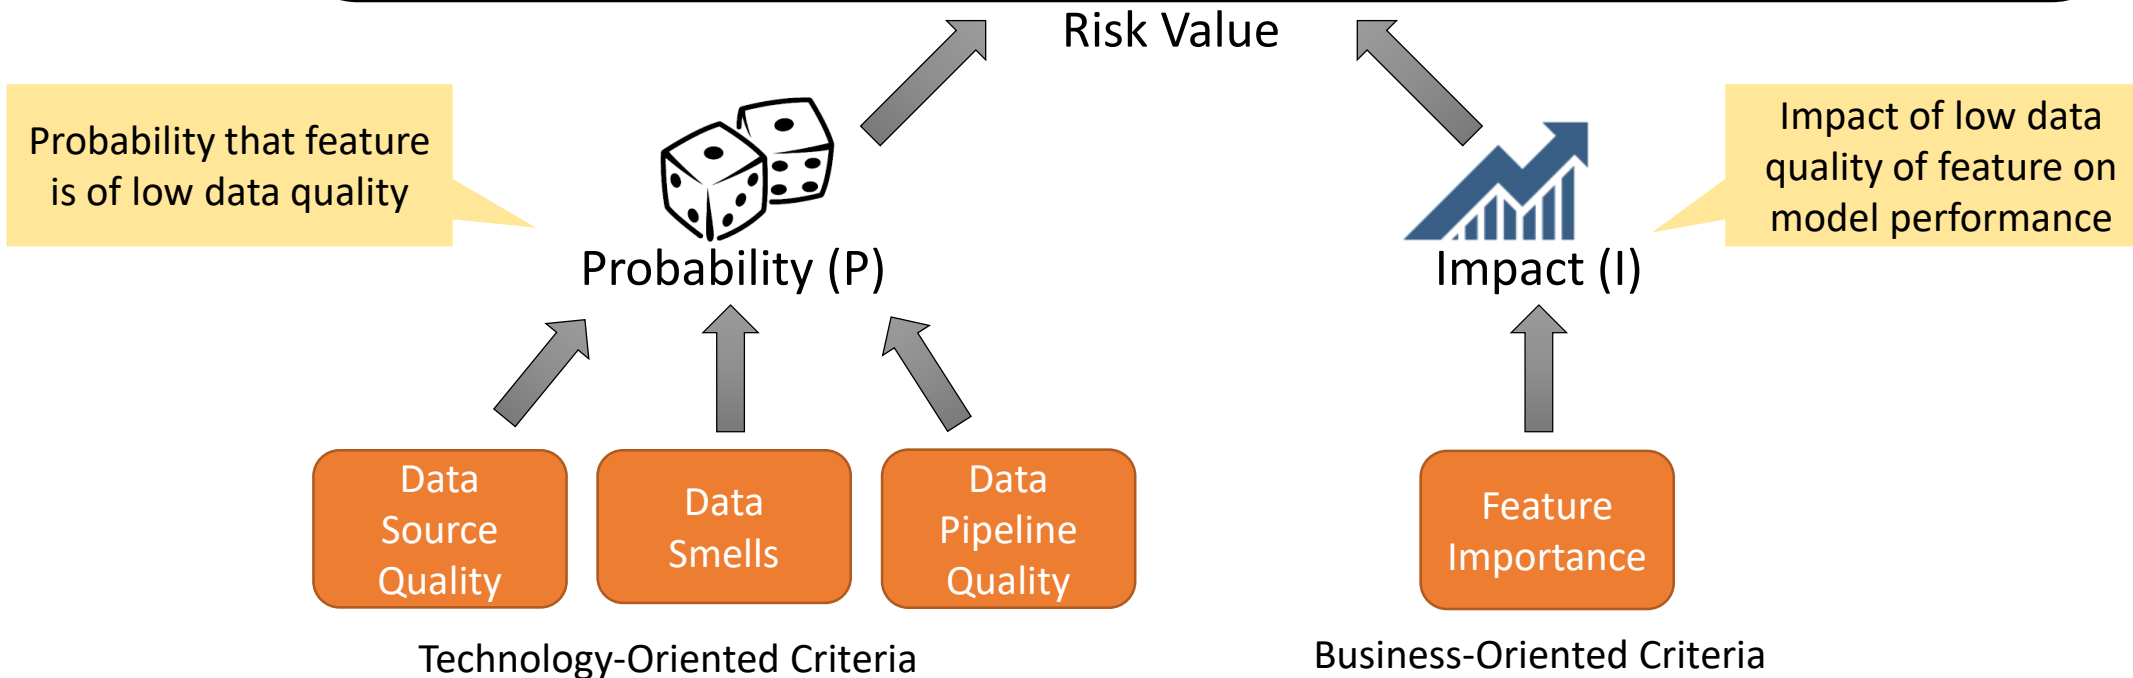 Risk Value
Probability that feature
is of low data quality
Impact of low data
quality of feature on
model performance
Probability (P)
Impact (I)
Data
Source
Quality
Data
Smells
Data
Pipeline
Quality
Feature
Importance
Technology-Oriented Criteria
Business-Oriented Criteria